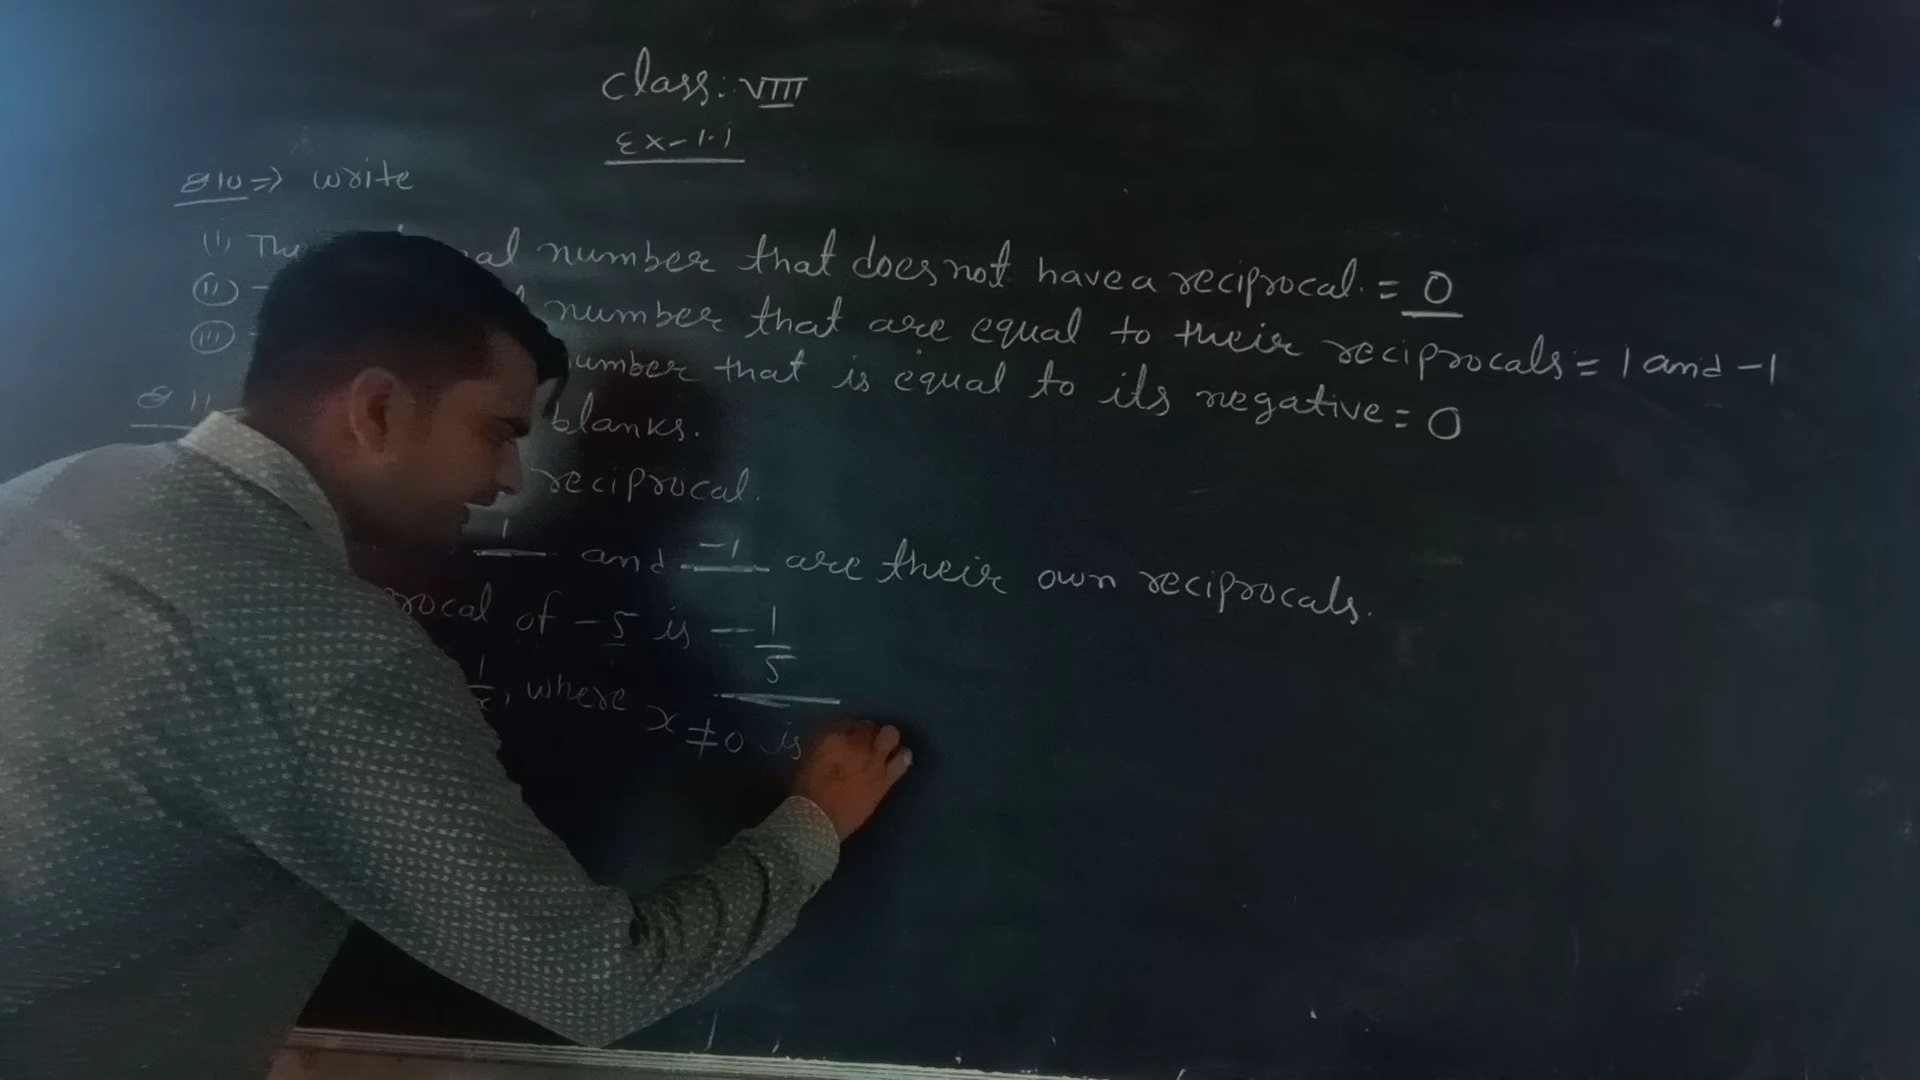 Class: VIII
Ex-1.1
Q10=> write
(i) The al number that does not have a reciprocal. = 0
(ii) number that are equal to their reciprocals = 1 and -1
(iii) umber that is equal to its negative = 0
Q 11 blanks.
reciprocal.
1 and -1 are their own reciprocals.
rocal of -5 is -1/5
1/x, where x ≠ 0 is